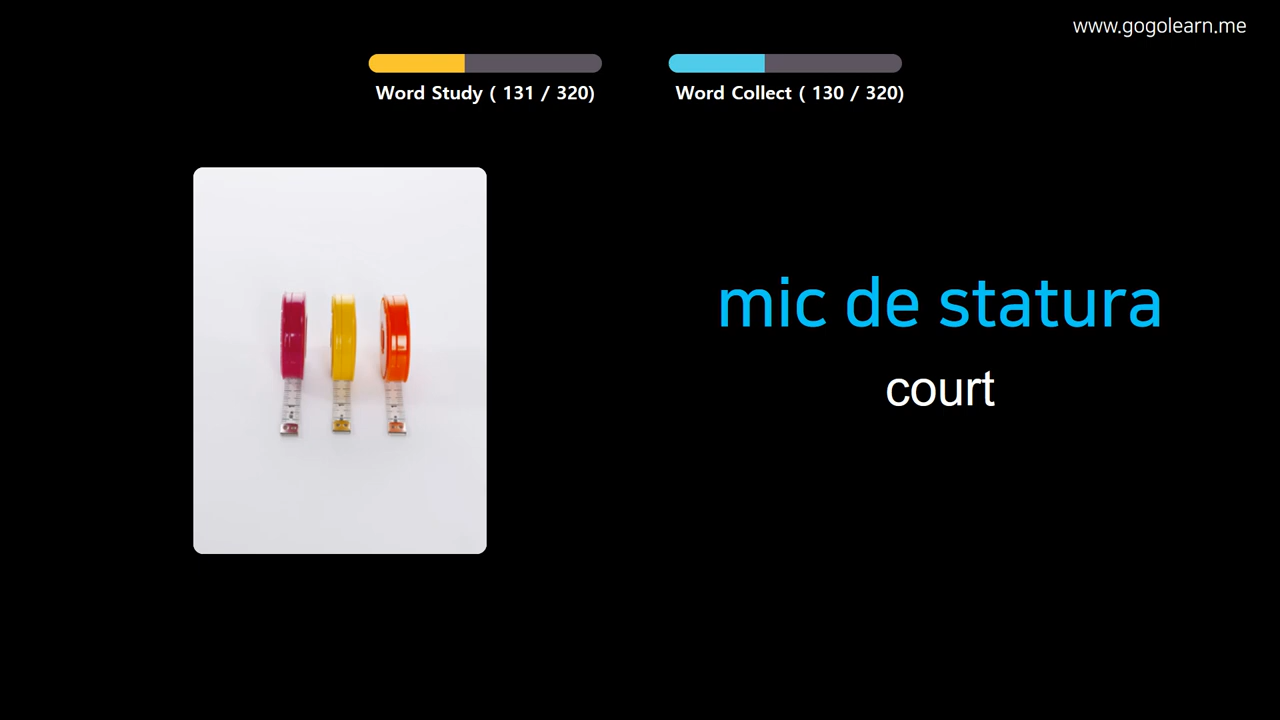 www.gogolearn.me
Word Study ( 131 / 320)
Word Collect ( 130 / 320)
mic de statura
court